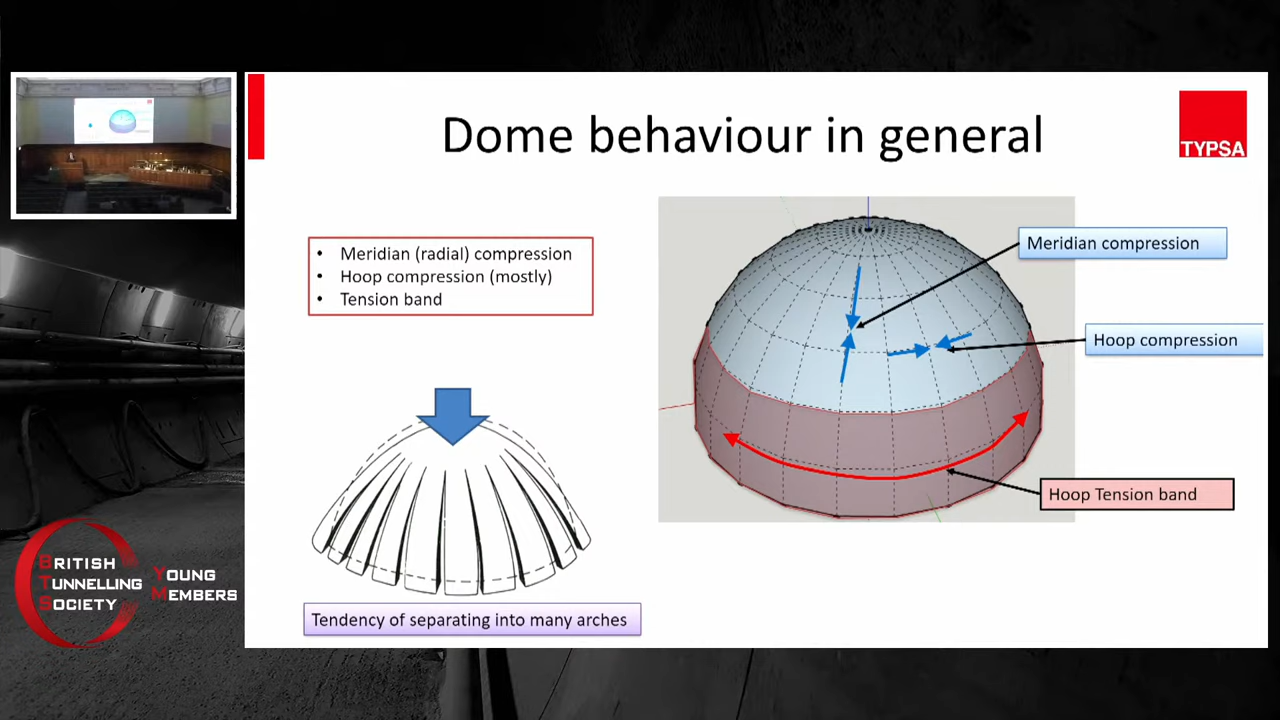 Dome behaviour in general
TYPSA
• Meridian (radial) compression
• Hoop compression (mostly)
• Tension band
Meridian compression
Hoop compression
Hoop Tension band
Tendency of separating into many arches
BRITISH
TUNNELLING
SOCIETY
YOUNG
MEMBERS